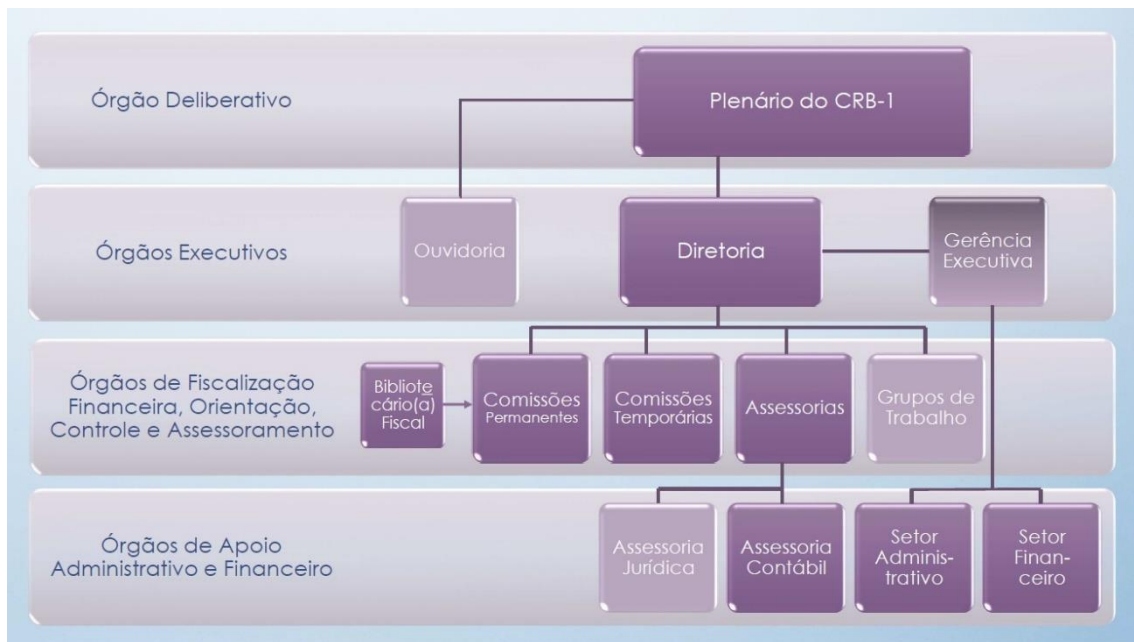 Órgão Deliberativo
Plenário do CRB-1
Órgãos Executivos
Ouvidoria
Diretoria
Gerência
Executiva
Órgãos de Fiscalização
Financeira, Orientação,
Controle e Assessoramento
Bibliote
cário(a)
Fiscal
Comissões
Permanentes
Comissões
Temporárias
Assessorias
Grupos de
Trabalho
Órgãos de Apoio
Administrativo e Financeiro
Assessoria
Jurídica
Assessoria
Contábil
Setor
Adminis-
trativo
Setor
Finan-
ceiro